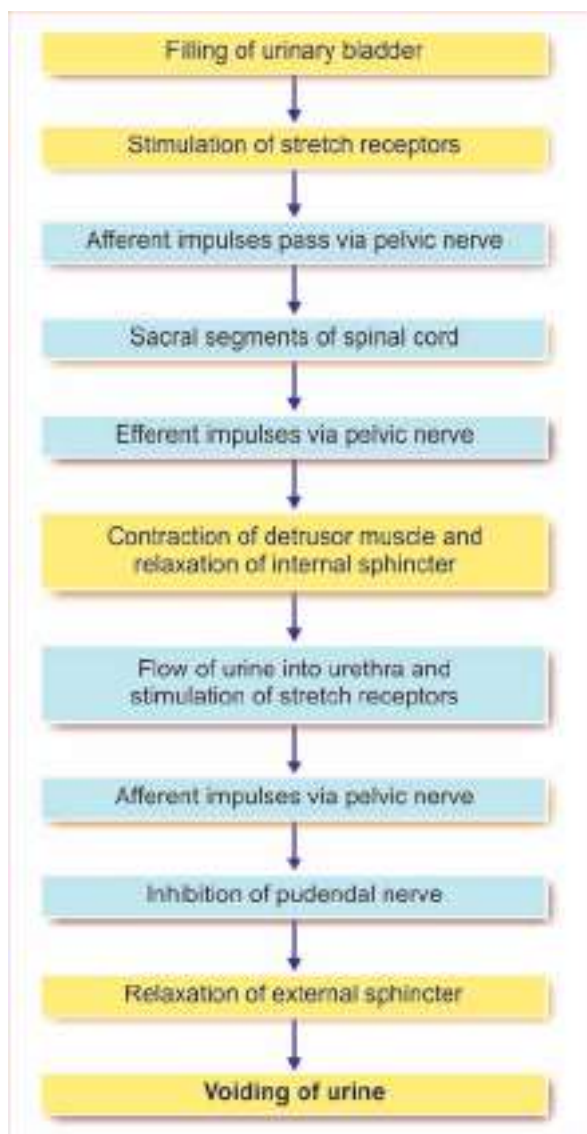 Filling of urinary bladder
Stimulation of stretch receptors
Afferent impulses pass via pelvic nerve
Sacral segments of spinal cord
Efferent impulses via pelvic nerve
Contraction of detrusor muscle and
relaxation of internal sphincter
Flow of urine into urethra and
stimulation of stretch receptors
Afferent impulses via pelvic nerve
Inhibition of pudendal nerve
Relaxation of external sphincter
Voiding of urine